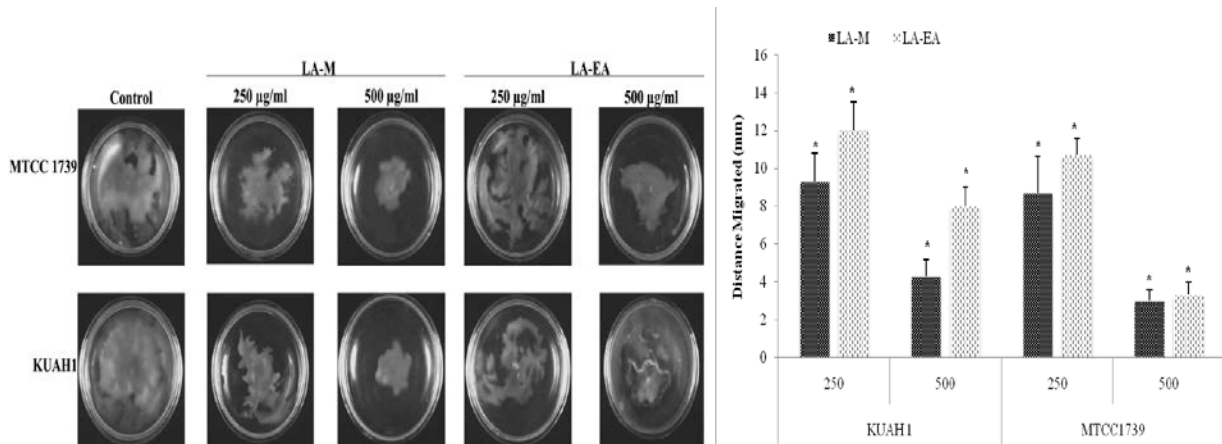 LA-M LA-EA
Control 250 µg/ml 500 µg/ml 250 µg/ml 500 µg/ml
MTCC 1739
KUAH1
LA-M LA-EA
Distance Migrated (mm)
16
14
12
10
8
6
4
2
0
* * * * * * * *
250 500 250 500
KUAH1 MTCC1739